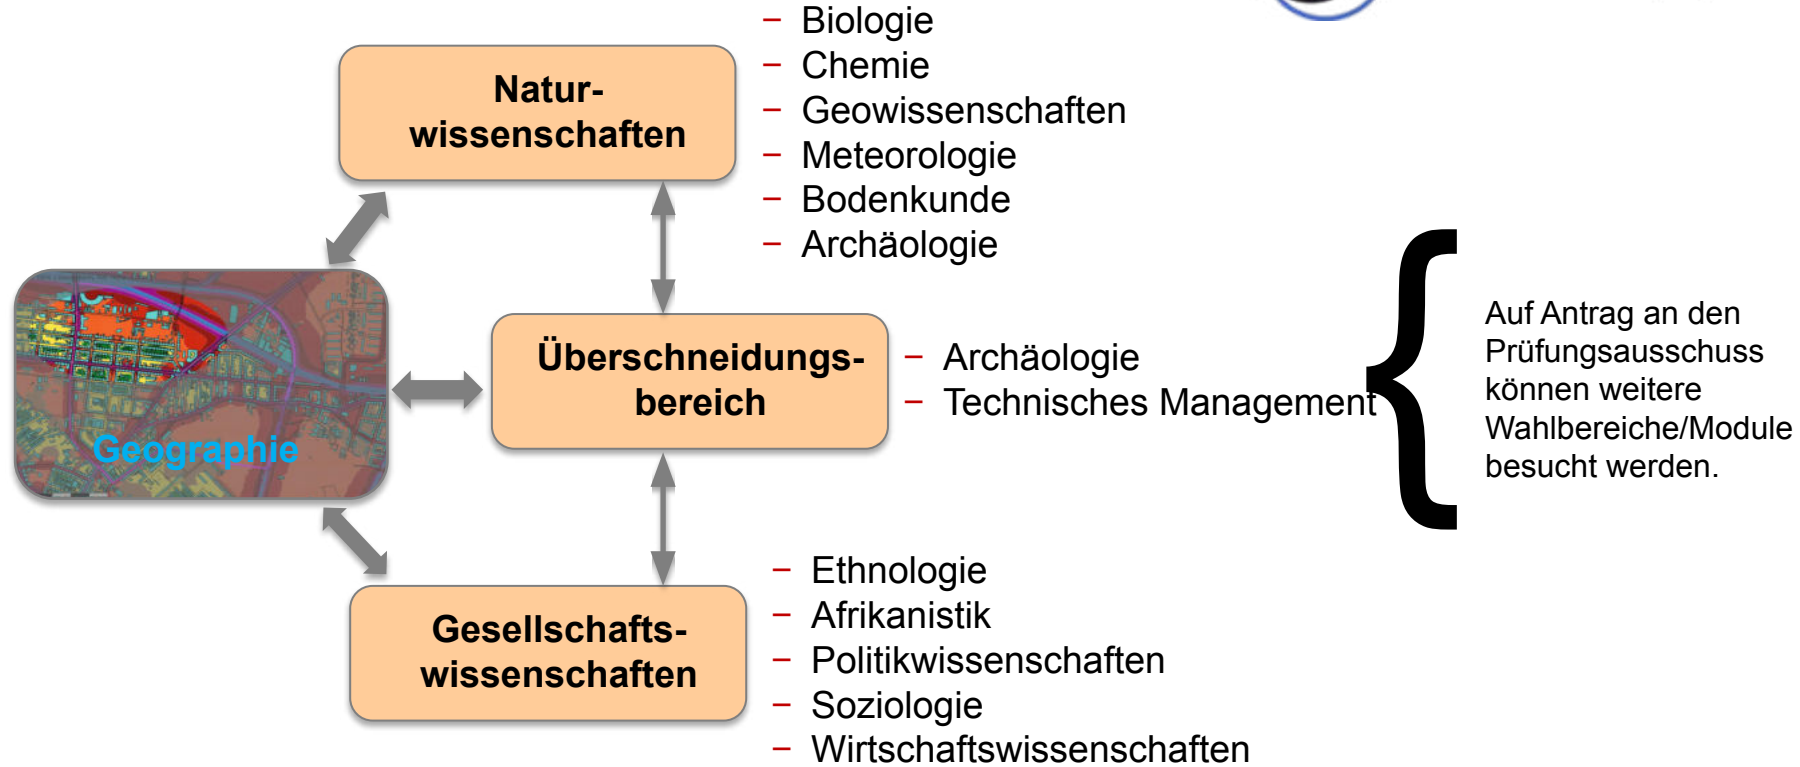 Natur-
wissenschaften
– Biologie
– Chemie
– Geowissenschaften
– Meteorologie
– Bodenkunde
– Archäologie
Geographie
Überschneidungs-
bereich
– Archäologie
– Technisches Management
{
Auf Antrag an den
Prüfungsausschuss
können weitere
Wahlbereiche/Module
besucht werden.
Gesellschafts-
wissenschaften
– Ethnologie
– Afrikanistik
– Politikwissenschaften
– Soziologie
– Wirtschaftswissenschaften